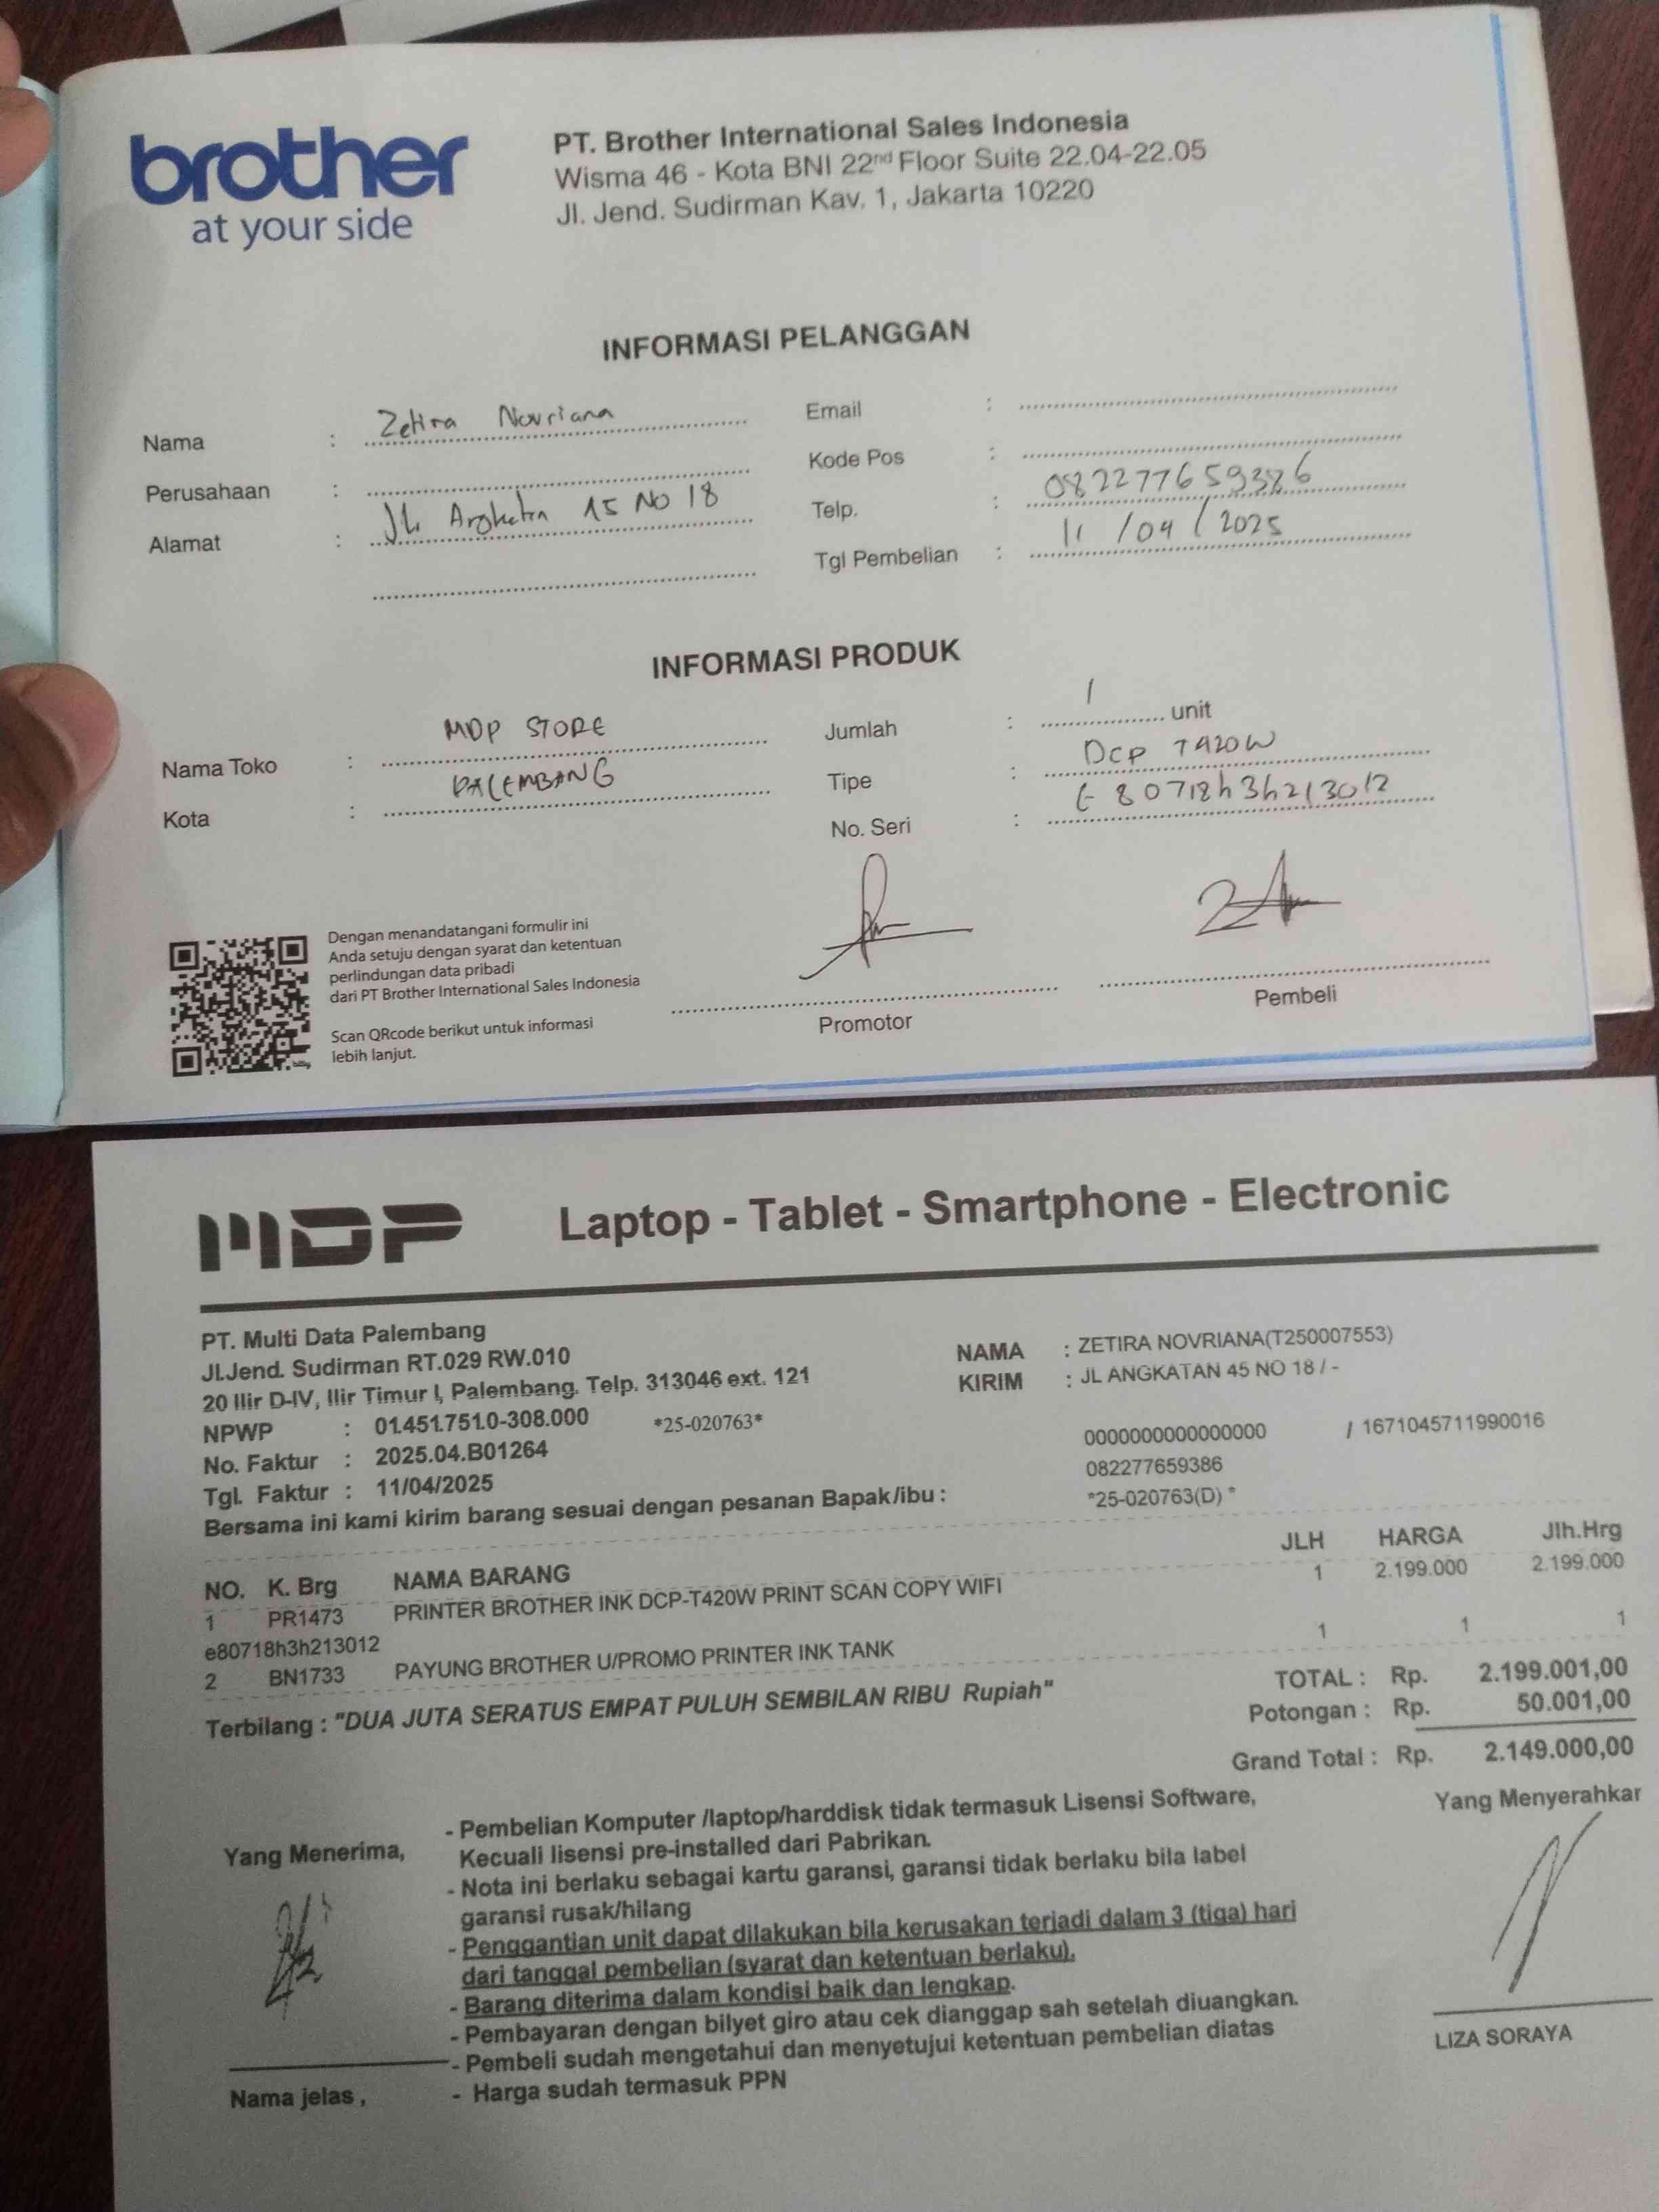 brother
at your side
PT. Brother International Sales Indonesia
Wisma 46 - Kota BNI 22nd Floor Suite 22.04-22.05
Jl. Jend. Sudirman Kav. 1, Jakarta 10220
INFORMASI PELANGGAN
Nama : Zetira Novriana
Perusahaan :
Alamat : Jln Angkatan 45 No 18
Email :
Kode Pos :
Telp. : 082277659386
Tgl Pembelian : 11/04/2025
INFORMASI PRODUK
Nama Toko : MDP STORE
Kota : PALEMBANG
Jumlah : 1 unit
Tipe : Dcp T420W
No. Seri : E80718h3h213012
Dengan menandatangani formulir ini
Anda setuju dengan syarat dan ketentuan
perlindungan data pribadi
dari PT Brother International Sales Indonesia
Scan QRcode berikut untuk informasi
lebih lanjut.
Promotor
Pembeli
MDP Laptop - Tablet - Smartphone - Electronic
PT. Multi Data Palembang
Jl.Jend. Sudirman RT.029 RW.010
20 Ilir D-IV, Ilir Timur I, Palembang. Telp. 313046 ext. 121
NPWP : 01.451.751.0-308.000 *25-020763*
No. Faktur : 2025.04.B01264
Tgl. Faktur : 11/04/2025
Bersama ini kami kirim barang sesuai dengan pesanan Bapak/ibu :
NAMA : ZETIRA NOVRIANA(T250007553)
KIRIM : JL ANGKATAN 45 NO 18 / -
0000000000000000 / 1671045711990016
082277659386
*25-020763(D) *
NO. K. Brg NAMA BARANG JLH HARGA Jlh.Hrg
1 PR1473 PRINTER BROTHER INK DCP-T420W PRINT SCAN COPY WIFI 1 2.199.000 2.199.000
e80718h3h213012
2 BN1733 PAYUNG BROTHER U/PROMO PRINTER INK TANK 1 1 1
Terbilang : "DUA JUTA SERATUS EMPAT PULUH SEMBILAN RIBU Rupiah"
TOTAL : Rp. 2.199.001,00
Potongan : Rp. 50.001,00
Grand Total : Rp. 2.149.000,00
Yang Menerima,
- Pembelian Komputer /laptop/harddisk tidak termasuk Lisensi Software,
Kecuali lisensi pre-installed dari Pabrikan.
- Nota ini berlaku sebagai kartu garansi, garansi tidak berlaku bila label
garansi rusak/hilang
- Penggantian unit dapat dilakukan bila kerusakan terjadi dalam 3 (tiga) hari
dari tanggal pembelian (syarat dan ketentuan berlaku).
- Barang diterima dalam kondisi baik dan lengkap.
- Pembayaran dengan bilyet giro atau cek dianggap sah setelah diuangkan.
- Pembeli sudah mengetahui dan menyetujui ketentuan pembelian diatas
- Harga sudah termasuk PPN
Nama jelas ,
Yang Menyerahkar
LIZA SORAYA